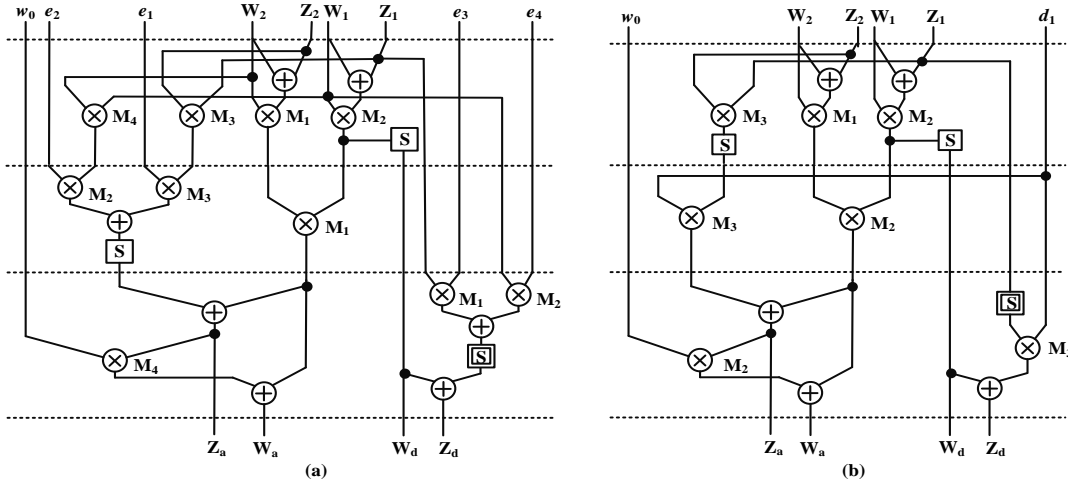 w0 e2 e1 W2 Z2 W1 Z1 e3 e4
M4 M3 M1 M2
S
M2 M3
M1
S
M1 M2
S
M4
Za Wa Wd Zd
(a)
w0 W2 Z2 W1 Z1 d1
M3 M1 M2
S S
M3 M2
S
M2
Za Wa Wd Zd
(b)